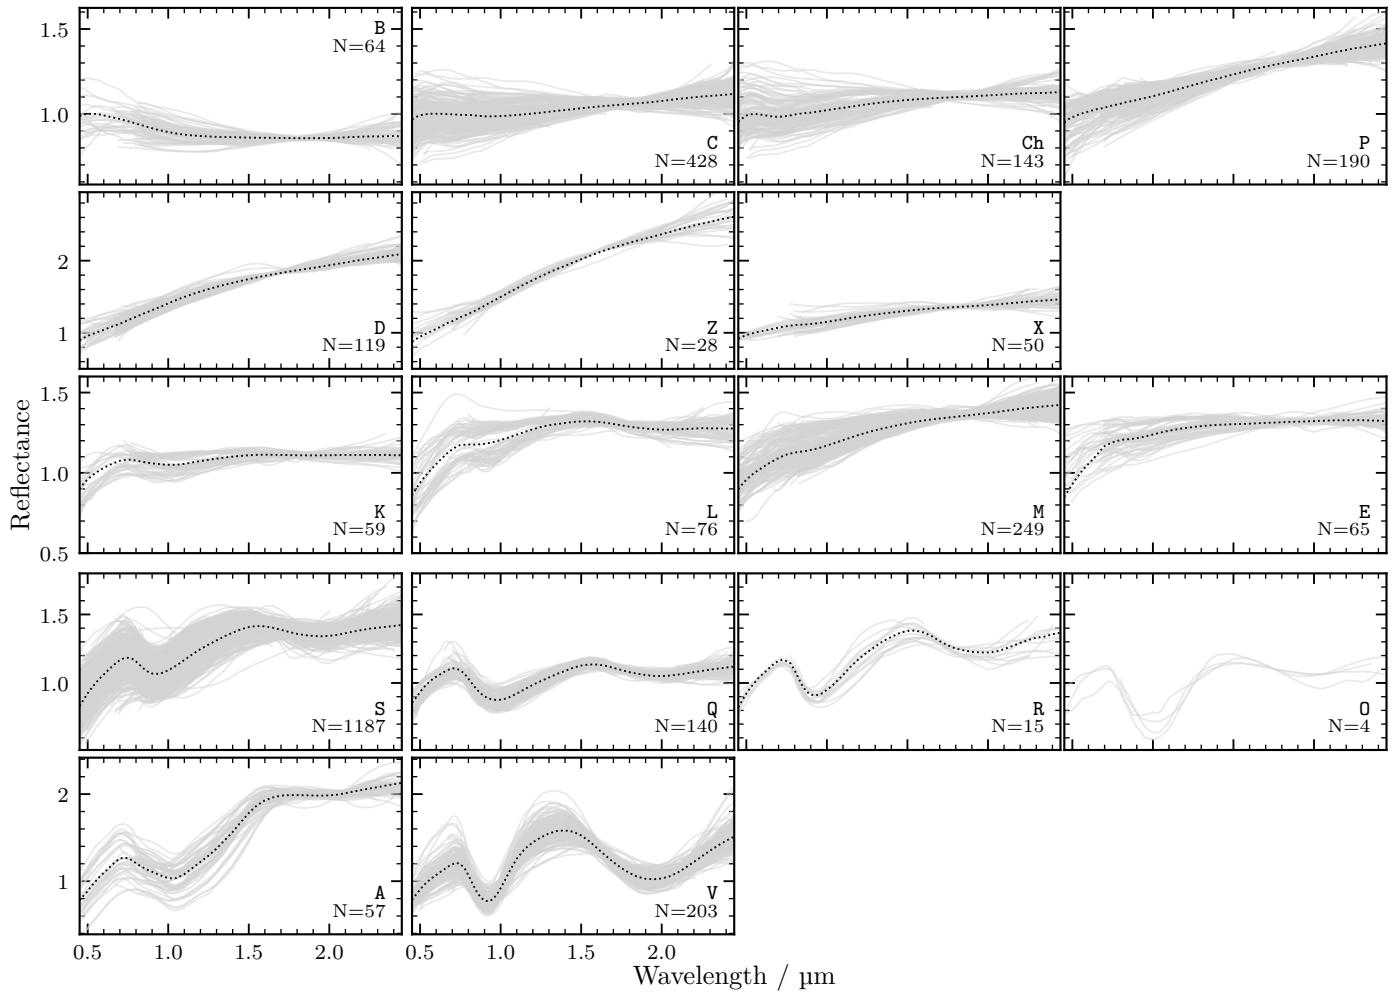 1.5
1.0
B
N=64
C
N=428
Ch
N=143
P
N=190
2
1
D
N=119
Z
N=28
X
N=50
Reflectance
1.5
1.0
0.5
K
N=59
L
N=76
M
N=249
E
N=65
1.5
1.0
S
N=1187
Q
N=140
R
N=15
O
N=4
2
1
A
N=57
V
N=203
0.5 1.0 1.5 2.0 0.5 1.0 1.5 2.0
Wavelength / µm